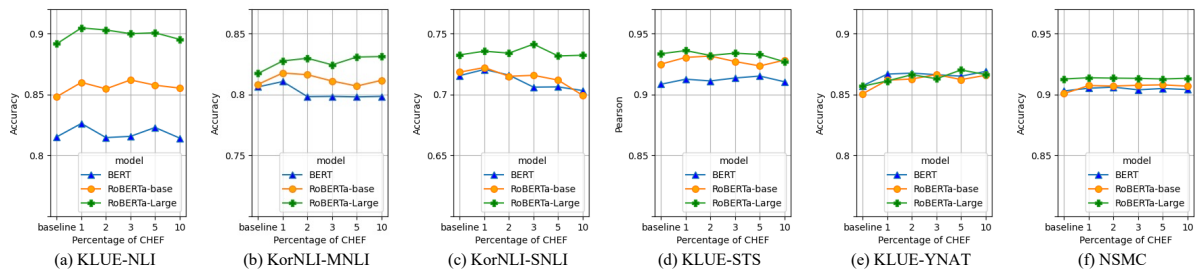 0.9
0.85
0.8
Accuracy
model
BERT
RoBERTa-base
RoBERTa-Large
baseline 1 2 3 5 10
Percentage of CHEF
(a) KLUE-NLI
0.85
0.8
0.75
Accuracy
model
BERT
RoBERTa-base
RoBERTa-Large
baseline 1 2 3 5 10
Percentage of CHEF
(b) KorNLI-MNLI
0.75
0.7
0.65
Accuracy
model
BERT
RoBERTa-base
RoBERTa-Large
baseline 1 2 3 5 10
Percentage of CHEF
(c) KorNLI-SNLI
0.95
0.9
0.85
Pearson
model
BERT
RoBERTa-base
RoBERTa-Large
baseline 1 2 3 5 10
Percentage of CHEF
(d) KLUE-STS
0.9
0.85
0.8
Accuracy
model
BERT
RoBERTa-base
RoBERTa-Large
baseline 1 2 3 5 10
Percentage of CHEF
(e) KLUE-YNAT
0.95
0.9
0.85
Accuracy
model
BERT
RoBERTa-base
RoBERTa-Large
baseline 1 2 3 5 10
Percentage of CHEF
(f) NSMC